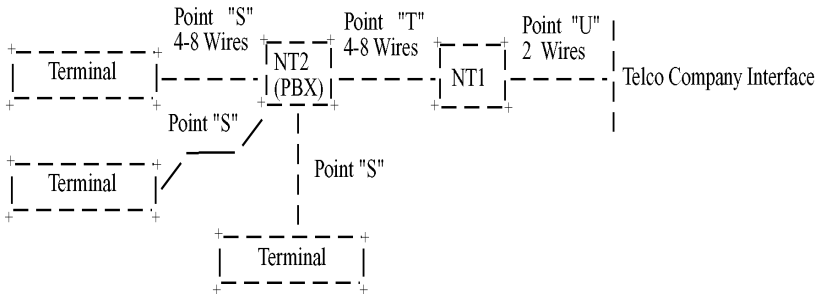 Point "S"
4-8 Wires
Point "T"
4-8 Wires
Point "U"
2 Wires
Terminal
NT2
(PBX)
NT1
Telco Company Interface
Point "S"
Terminal
Point "S"
Terminal